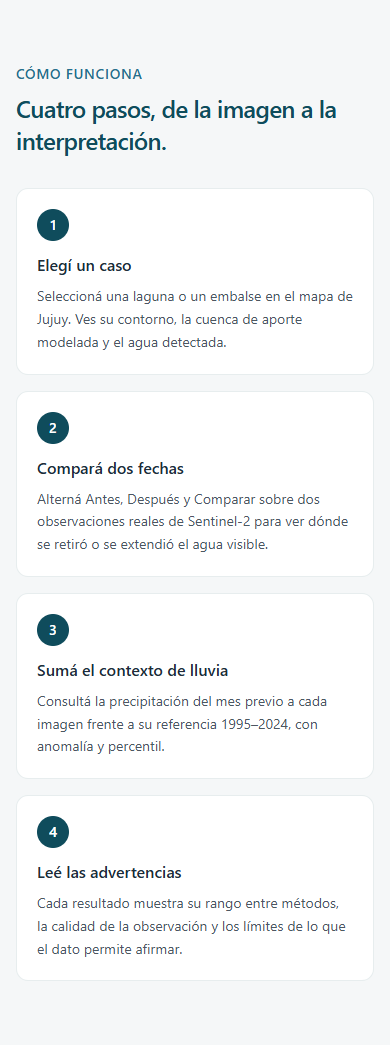 CÓMO FUNCIONA
Cuatro pasos, de la imagen a la
interpretación.
1
Elegí un caso
Seleccioná una laguna o un embalse en el mapa de
Jujuy. Ves su contorno, la cuenca de aporte
modelada y el agua detectada.
2
Compará dos fechas
Alterná Antes, Después y Comparar sobre dos
observaciones reales de Sentinel-2 para ver dónde
se retiró o se extendió el agua visible.
3
Sumá el contexto de lluvia
Consultá la precipitación del mes previo a cada
imagen frente a su referencia 1995–2024, con
anomalía y percentil.
4
Leé las advertencias
Cada resultado muestra su rango entre métodos,
la calidad de la observación y los límites de lo que
el dato permite afirmar.